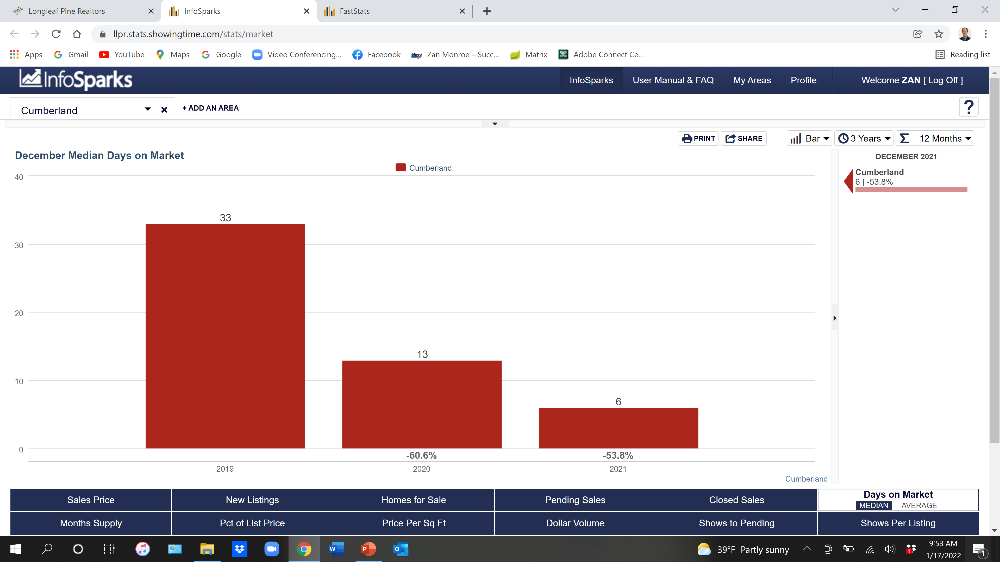 Longleaf Pine Realtors
InfoSparks
FastStats
llpr.stats.showingtime.com/stats/market
Apps
Gmail
YouTube
Maps
Google
Video Conferencing...
Facebook
Monroe
Zan Monroe – Succ...
Matrix
Adobe Connect Ce...
Reading list
InfoSparks
InfoSparks
User Manual & FAQ
My Areas
Profile
Welcome ZAN [ Log Off ]
Cumberland
+ ADD AN AREA
?
PRINT
SHARE
Bar
3 Years
Σ 12 Months
December Median Days on Market
DECEMBER 2021
Cumberland
Cumberland
6 | -53.8%
40
30
20
10
0
33
13
6
-60.6%
-53.8%
2019
2020
2021
Cumberland
Sales Price
New Listings
Homes for Sale
Pending Sales
Closed Sales
Days on Market
MEDIAN AVERAGE
Months Supply
Pct of List Price
Price Per Sq Ft
Dollar Volume
Shows to Pending
Shows Per Listing
W
P
O
39°F Partly sunny
1
9:53 AM
1/17/2022
1